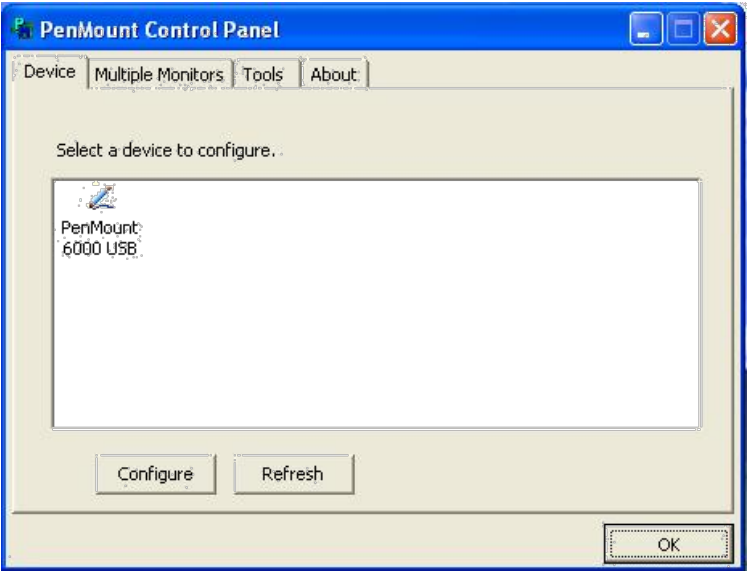 PenMount Control Panel
Device Multiple Monitors Tools About
Select a device to configure.
PenMount
6000 USB
Configure Refresh
OK